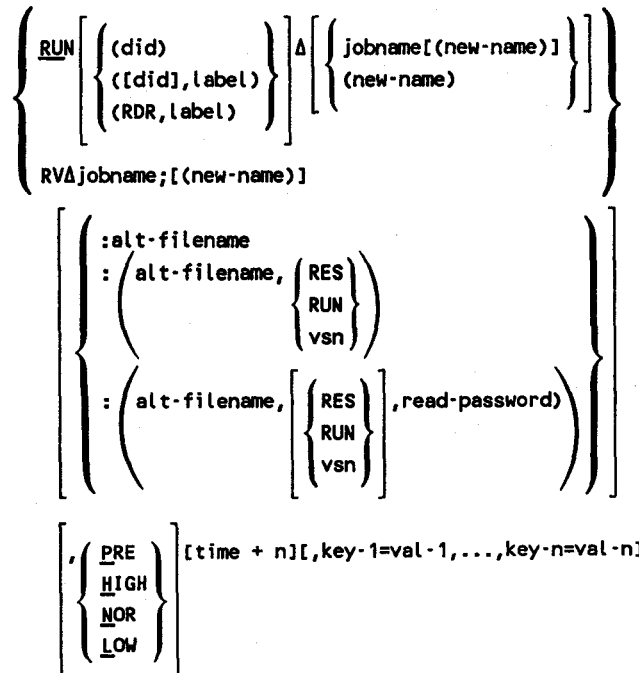 RUN[{(did) Δ[{jobname[(new-name)]
([did],label) (new-name)
(RDR,label)}] }]
RVΔjobname;[(new-name)]
:alt-filename
:(alt-filename,{RES
RUN
vsn})
:(alt-filename,[{RES
RUN
vsn}],read-password)
[,{PRE
HIGH
NOR
LOW}][time + n][,key-1=val-1,...,key-n=val-n]